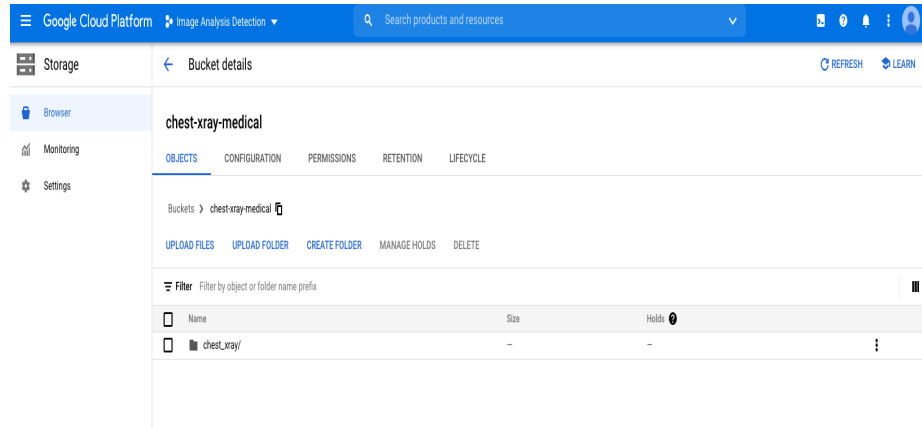 Google Cloud Platform Image Analysis Detection Search products and resources
Storage Bucket details REFRESH LEARN
Browser
Monitoring
Settings
chest-xray-medical
OBJECTS CONFIGURATION PERMISSIONS RETENTION LIFECYCLE
Buckets > chest-xray-medical
UPLOAD FILES UPLOAD FOLDER CREATE FOLDER MANAGE HOLDS DELETE
Filter Filter by object or folder name prefix
Name Size Holds ?
chest_xray/ – –